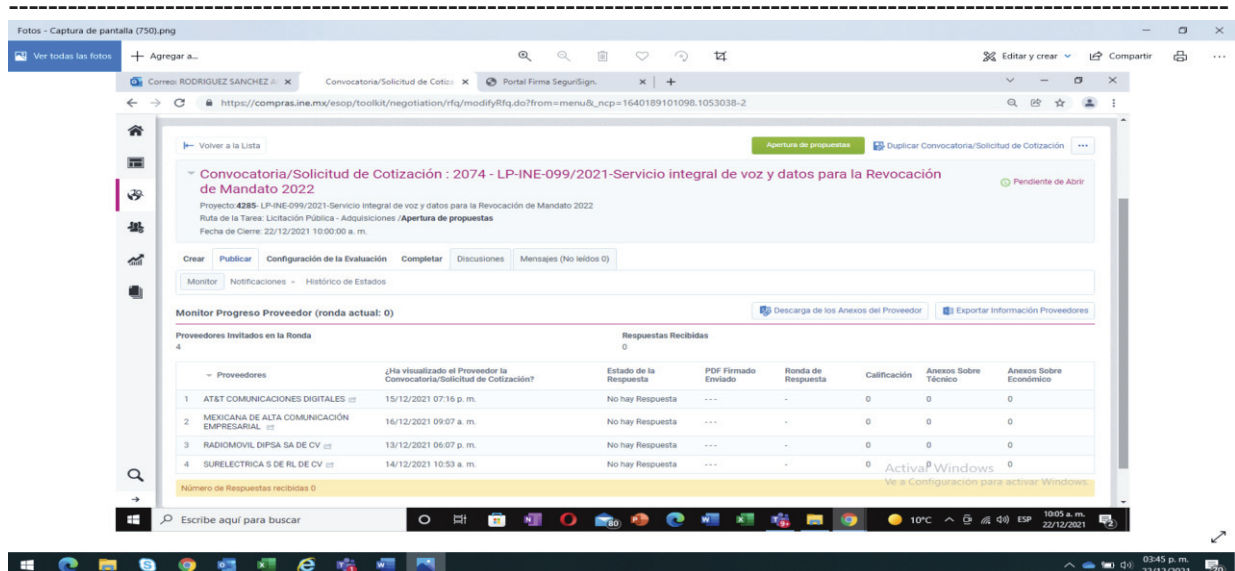 Fotos - Captura de pantalla (750).png
Ver todas las fotos
Agregar a...
Editar y crear
Compartir
Correo: RODRIGUEZ SANCHEZ A
Convocatoria/Solicitud de Cotiz
Portal Firma SeguriSign.
https://compras.ine.mx/esop/toolkit/negotiation/rfq/modifyRfq.do?from=menu&_ncp=1640189101098.1053038-2
Volver a la Lista
Apertura de propuestas
Duplicar Convocatoria/Solicitud de Cotización
Convocatoria/Solicitud de Cotización : 2074 - LP-INE-099/2021-Servicio integral de voz y datos para la Revocación
de Mandato 2022
Pendiente de Abrir
Proyecto:4285- LP-INE-099/2021-Servicio integral de voz y datos para la Revocación de Mandato 2022
Ruta de la Tarea: Licitación Pública - Adquisiciones /Apertura de propuestas
Fecha de Cierre: 22/12/2021 10:00:00 a. m.
Crear Publicar Configuración de la Evaluación Completar Discusiones Mensajes (No leídos 0)
Monitor Notificaciones Histórico de Estados
Monitor Progreso Proveedor (ronda actual: 0)
Descarga de los Anexos del Proveedor
Exportar Información Proveedores
Proveedores Invitados en la Ronda
4
Respuestas Recibidas
0
Proveedores
¿Ha visualizado el Proveedor la
Convocatoria/Solicitud de Cotización?
Estado de la
Respuesta
PDF Firmado
Enviado
Ronda de
Respuesta
Calificación
Anexos Sobre
Técnico
Anexos Sobre
Económico
1 AT&T COMUNICACIONES DIGITALES 15/12/2021 07:16 p. m. No hay Respuesta --- - 0 0 0
2 MEXICANA DE ALTA COMUNICACIÓN
EMPRESARIAL 16/12/2021 09:07 a. m. No hay Respuesta --- - 0 0 0
3 RADIOMOVIL DIPSA SA DE CV 13/12/2021 06:07 p. m. No hay Respuesta --- - 0 0 0
4 SURELECTRICA S DE RL DE CV 14/12/2021 10:53 a. m. No hay Respuesta --- - 0 0 0
Número de Respuestas recibidas 0
Activar Windows
Ve a Configuración para activar Windows.
Escribe aquí para buscar
80
9+
10°C
ESP
10:05 a. m.
22/12/2021
2
03:45 p. m.
22/12/2021
20